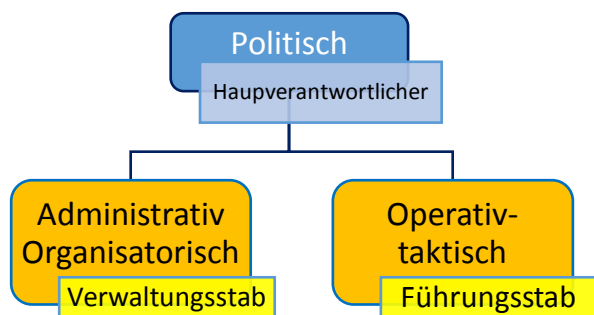 Politisch
Haupverantwortlicher
Administrativ
Organisatorisch
Verwaltungsstab
Operativ-
taktisch
Führungsstab